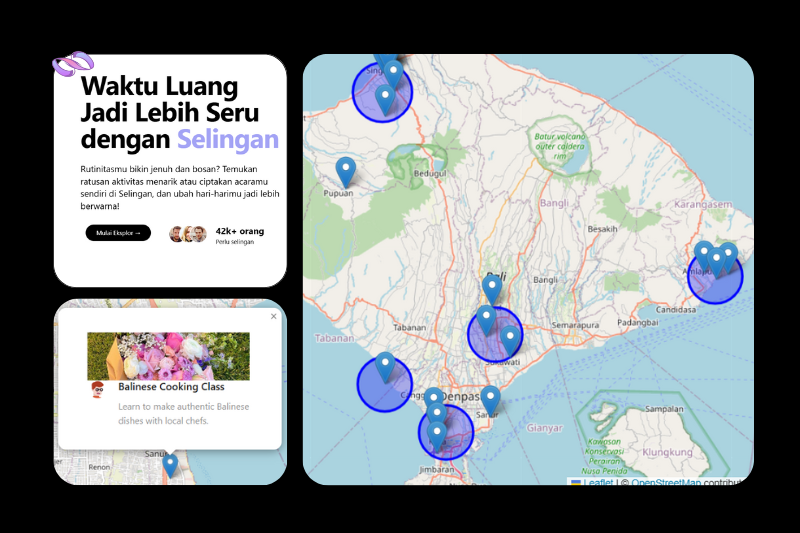 Waktu Luang
Jadi Lebih Seru
dengan Selingan
Rutinitasmu bikin jenuh dan bosan? Temukan
ratusan aktivitas menarik atau ciptakan acaramu
sendiri di Selingan, dan ubah hari-harimu jadi lebih
berwarna!
Mulai Eksplor →
42k+ orang
Perlu selingan
×
Balinese Cooking Class
Learn to make authentic Balinese
dishes with local chefs.
Sanur
Renon
Sing
Batur volcano
outer caldera
rim
Bedugul
Pupuan
Bangli
Karangasem
Besakih
Amlapura
Bali
Bangli
Candidasa
Padangbai
Semarapura
Tabanan
Tabanan
Sukawati
Cangg
Denpas
Sanur
Gianyar
Sampalan
Klungkung
Kawasan
Konservasi
Perairan
Nusa Penida
Jimbaran
Leaflet | © OpenStreetMap contribut